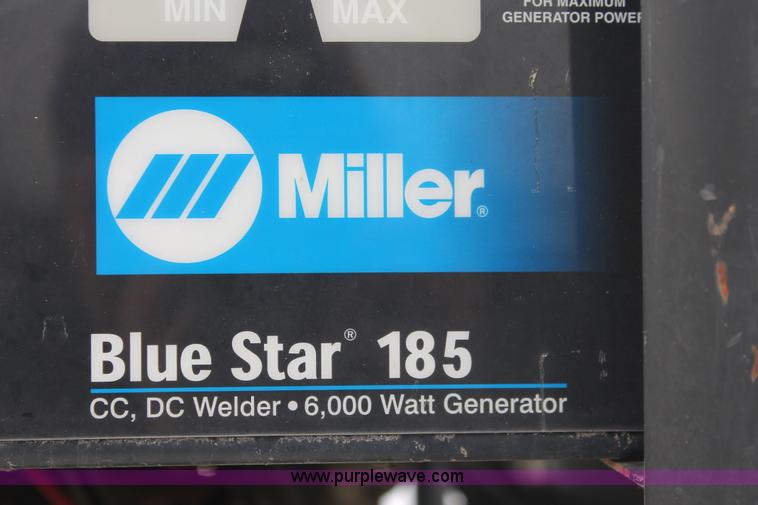 MIN MAX
FOR MAXIMUM
GENERATOR POWER
Miller®
Blue Star® 185
CC, DC Welder • 6,000 Watt Generator
www.purplewave.com